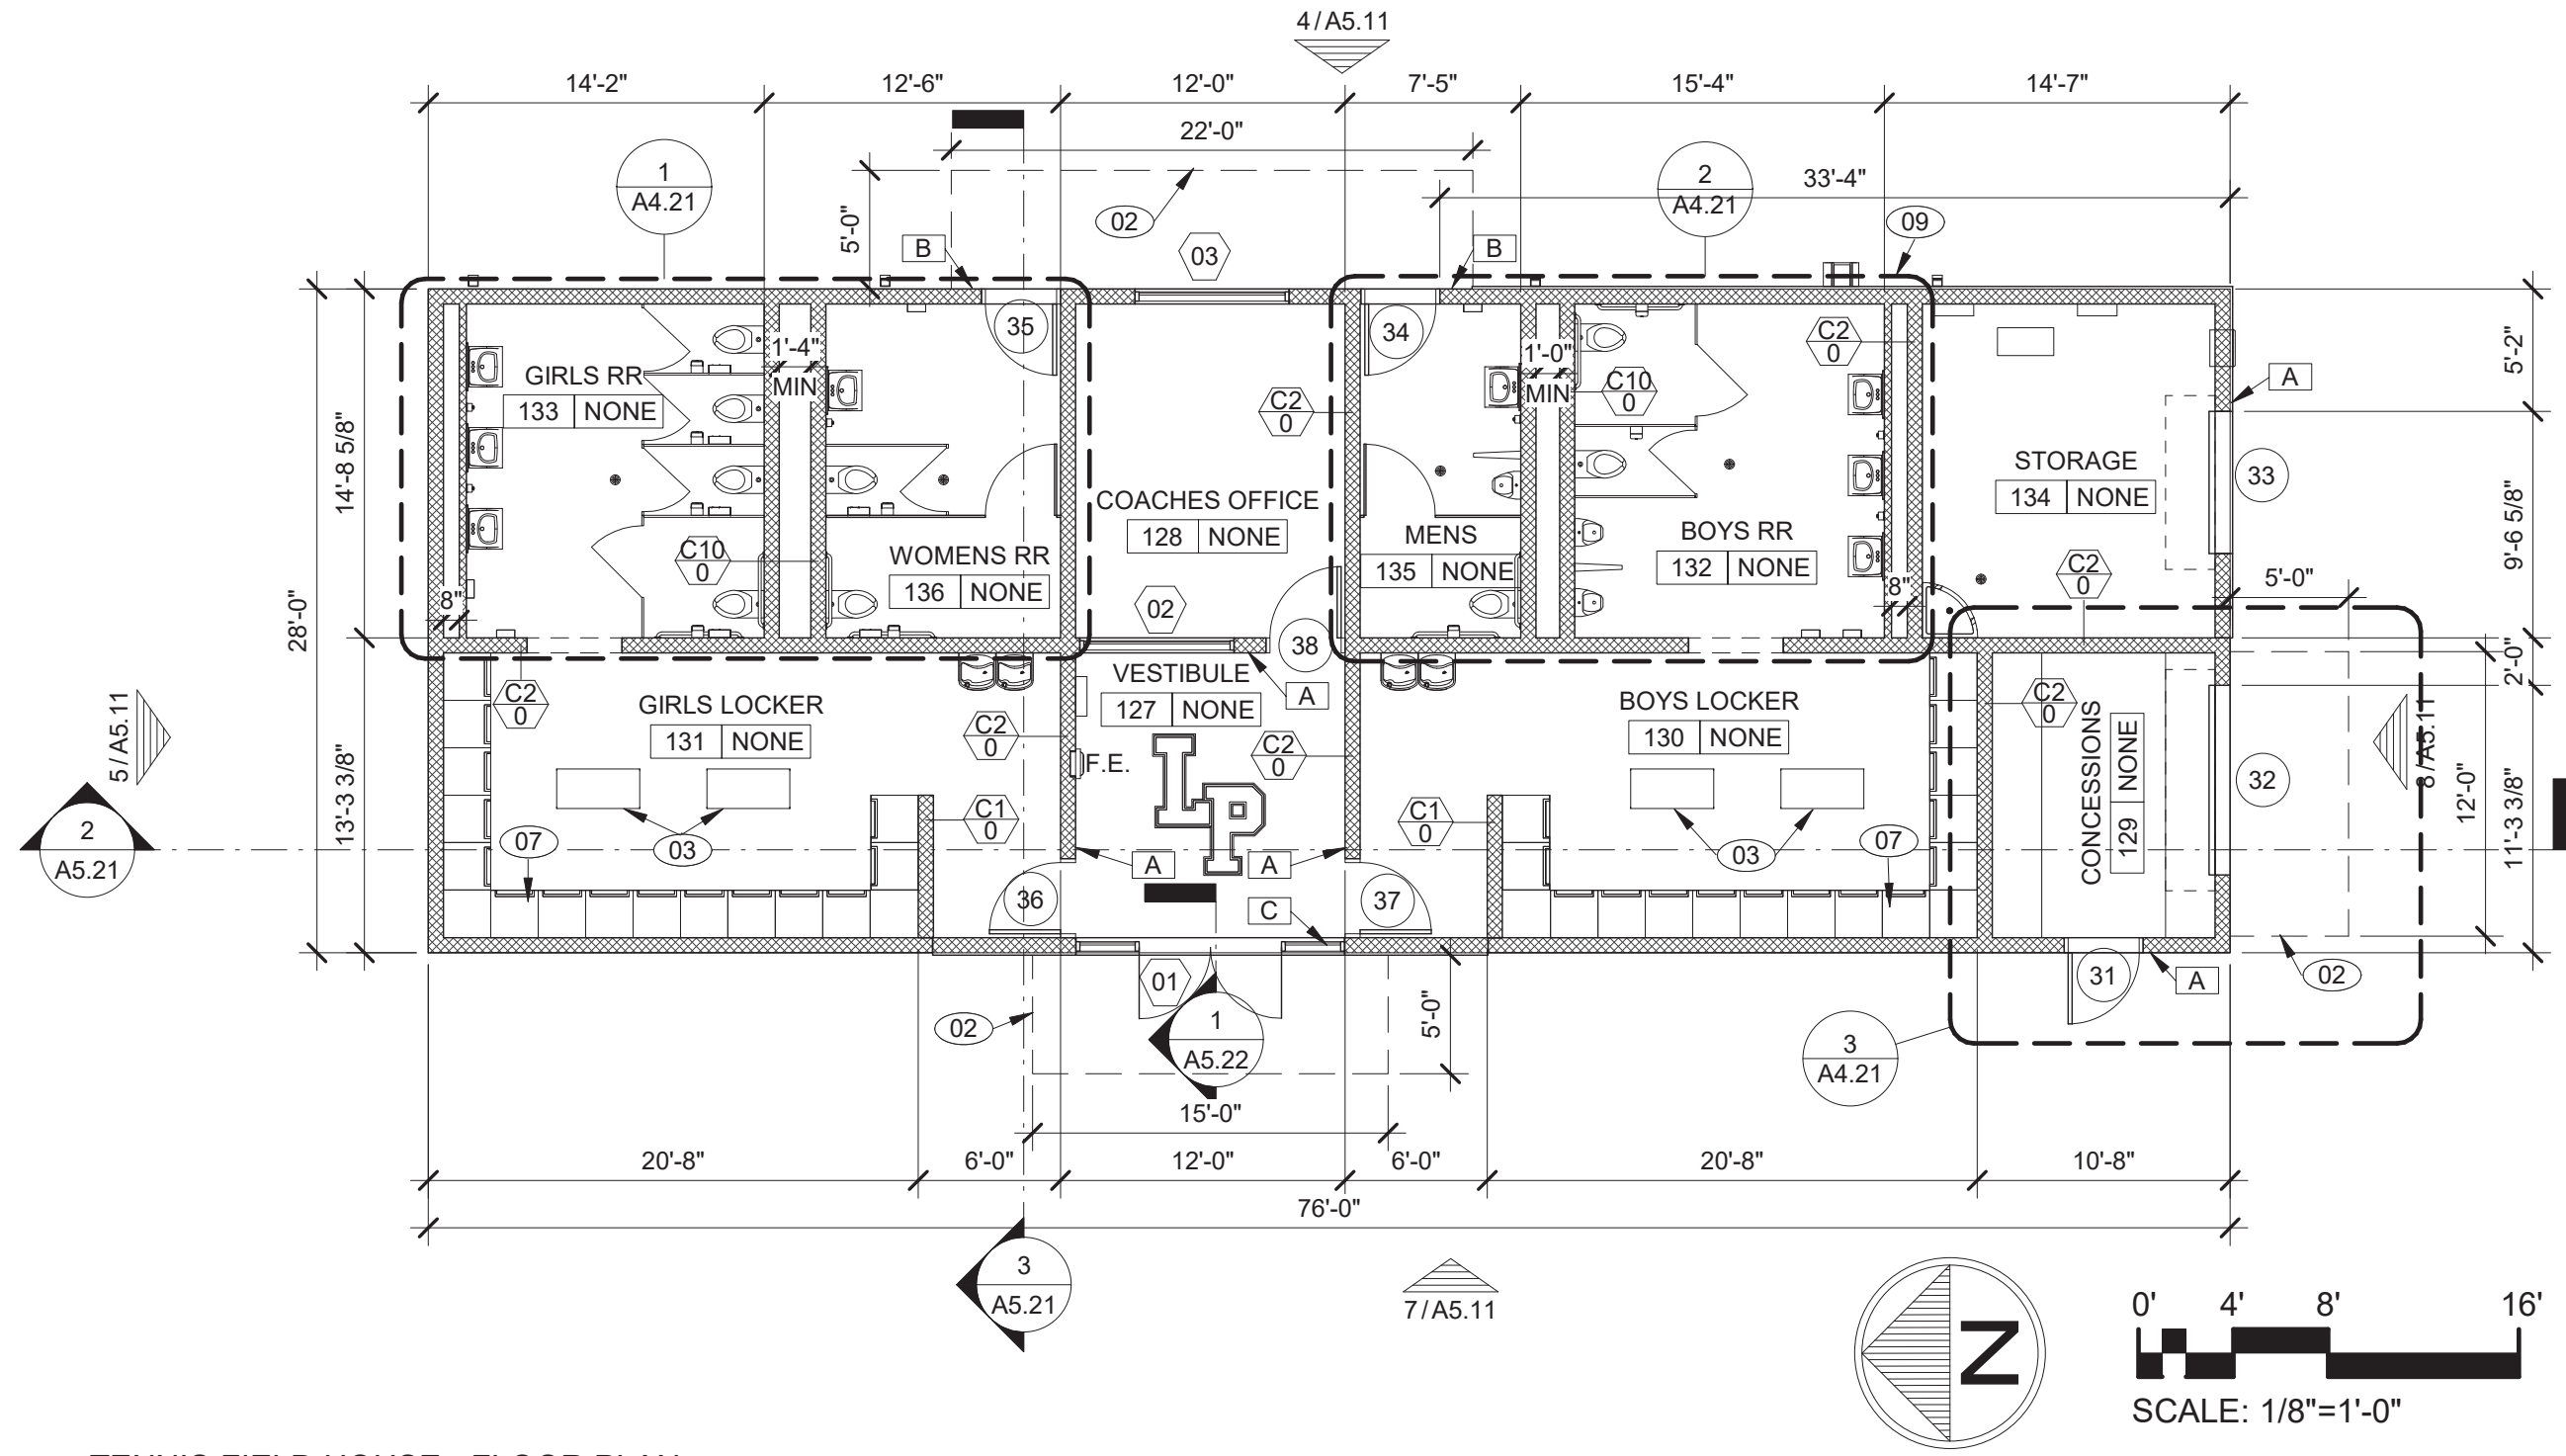 4/A5.11
14'-2"
12'-6"
12'-0"
7'-5"
15'-4"
14'-7"
22'-0"
1
A4.21
2
A4.21
33'-4"
5'-0"
02
09
B
03
B
35
34
1'-4"
MIN
1'-0"
MIN
C2
0
5'-2"
A
GIRLS RR
133 NONE
C2
0
C10
0
14'-8 5/8"
STORAGE
134 NONE
33
COACHES OFFICE
128 NONE
9'-6 5/8"
C10
0
WOMENS RR
136 NONE
MENS
135 NONE
BOYS RR
132 NONE
C2
0
5'-0"
8"
8"
02
28'-0"
38
2'-0"
VESTIBULE
127 NONE
A
C2
0
GIRLS LOCKER
131 NONE
C2
0
C2
0
BOYS LOCKER
130 NONE
C2
0
5/A5.11
8/A5.11
F.E.
LP
CONCESSIONS
129 NONE
32
12'-0"
13'-3 3/8"
11'-3 3/8"
2
A5.21
07
03
C1
0
A
A
C1
0
03
07
36
C
37
01
31
A
02
02
1
A5.22
5'-0"
3
A4.21
15'-0"
20'-8"
6'-0"
12'-0"
6'-0"
20'-8"
10'-8"
76'-0"
3
A5.21
7/A5.11
N
0' 4' 8' 16'
SCALE: 1/8"=1'-0"
TENNIS FIELD HOUSE - FLOOR PLAN